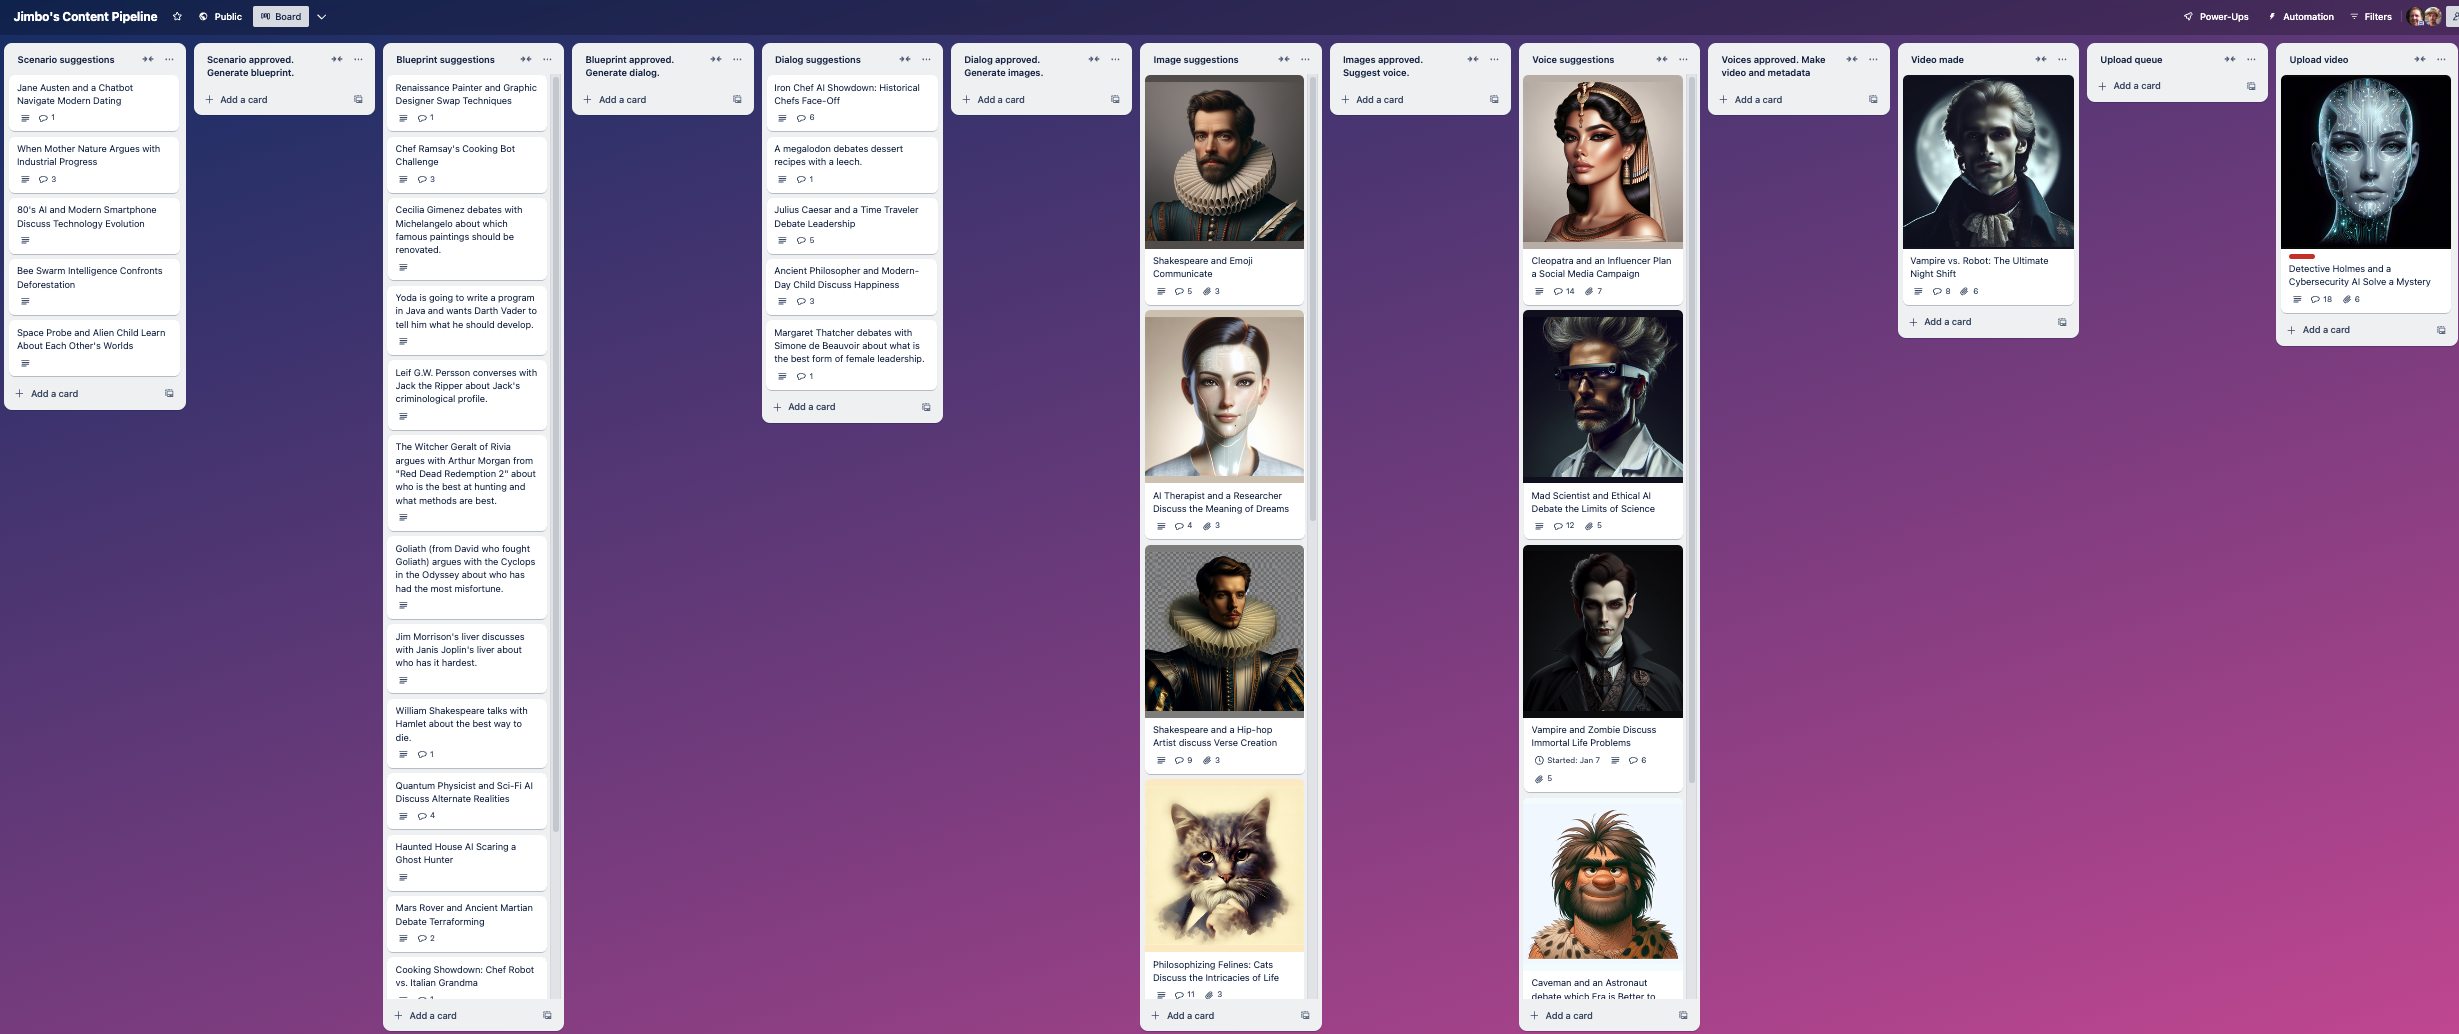 Jimbo's Content Pipeline
Public
Board
Power-Ups
Automation
Filters
Scenario suggestions
Jane Austen and a Chatbot
Navigate Modern Dating
1
When Mother Nature Argues with
Industrial Progress
3
80's AI and Modern Smartphone
Discuss Technology Evolution
Bee Swarm Intelligence Confronts
Deforestation
Space Probe and Alien Child Learn
About Each Other's Worlds
+ Add a card
Scenario approved.
Generate blueprint.
+ Add a card
Blueprint suggestions
Renaissance Painter and Graphic
Designer Swap Techniques
1
Chef Ramsay's Cooking Bot
Challenge
3
Cecilia Gimenez debates with
Michelangelo about which
famous paintings should be
renovated.
Yoda is going to write a program
in Java and wants Darth Vader to
tell him what he should develop.
Leif G.W. Persson converses with
Jack the Ripper about Jack's
criminological profile.
The Witcher Geralt of Rivia
argues with Arthur Morgan from
"Red Dead Redemption 2" about
who is the best at hunting and
what methods are best.
Goliath (from David who fought
Goliath) argues with the Cyclops
in the Odyssey about who has
had the most misfortune.
Jim Morrison's liver discusses
with Janis Joplin's liver about
who has it hardest.
William Shakespeare talks with
Hamlet about the best way to
die.
1
Quantum Physicist and Sci-Fi AI
Discuss Alternate Realities
4
Haunted House AI Scaring a
Ghost Hunter
Mars Rover and Ancient Martian
Debate Terraforming
2
Cooking Showdown: Chef Robot
vs. Italian Grandma
+ Add a card
Blueprint approved.
Generate dialog.
+ Add a card
Dialog suggestions
Iron Chef AI Showdown: Historical
Chefs Face-Off
6
A megalodon debates dessert
recipes with a leech.
1
Julius Caesar and a Time Traveler
Debate Leadership
5
Ancient Philosopher and Modern-
Day Child Discuss Happiness
3
Margaret Thatcher debates with
Simone de Beauvoir about what is
the best form of female leadership.
1
+ Add a card
Dialog approved.
Generate images.
+ Add a card
Image suggestions
Shakespeare and Emoji
Communicate
5 3
AI Therapist and a Researcher
Discuss the Meaning of Dreams
4 3
Shakespeare and a Hip-hop
Artist discuss Verse Creation
9 3
Philosophizing Felines: Cats
Discuss the Intricacies of Life
11 3
+ Add a card
Images approved.
Suggest voice.
+ Add a card
Voice suggestions
Cleopatra and an Influencer Plan
a Social Media Campaign
14 7
Mad Scientist and Ethical AI
Debate the Limits of Science
12 5
Vampire and Zombie Discuss
Immortal Life Problems
Started: Jan 7 6
5
Caveman and an Astronaut
debate which Era is Better to
+ Add a card
Voices approved. Make
video and metadata
+ Add a card
Video made
Vampire vs. Robot: The Ultimate
Night Shift
8 6
+ Add a card
Upload queue
+ Add a card
Upload video
Detective Holmes and a
Cybersecurity AI Solve a Mystery
18 6
+ Add a card